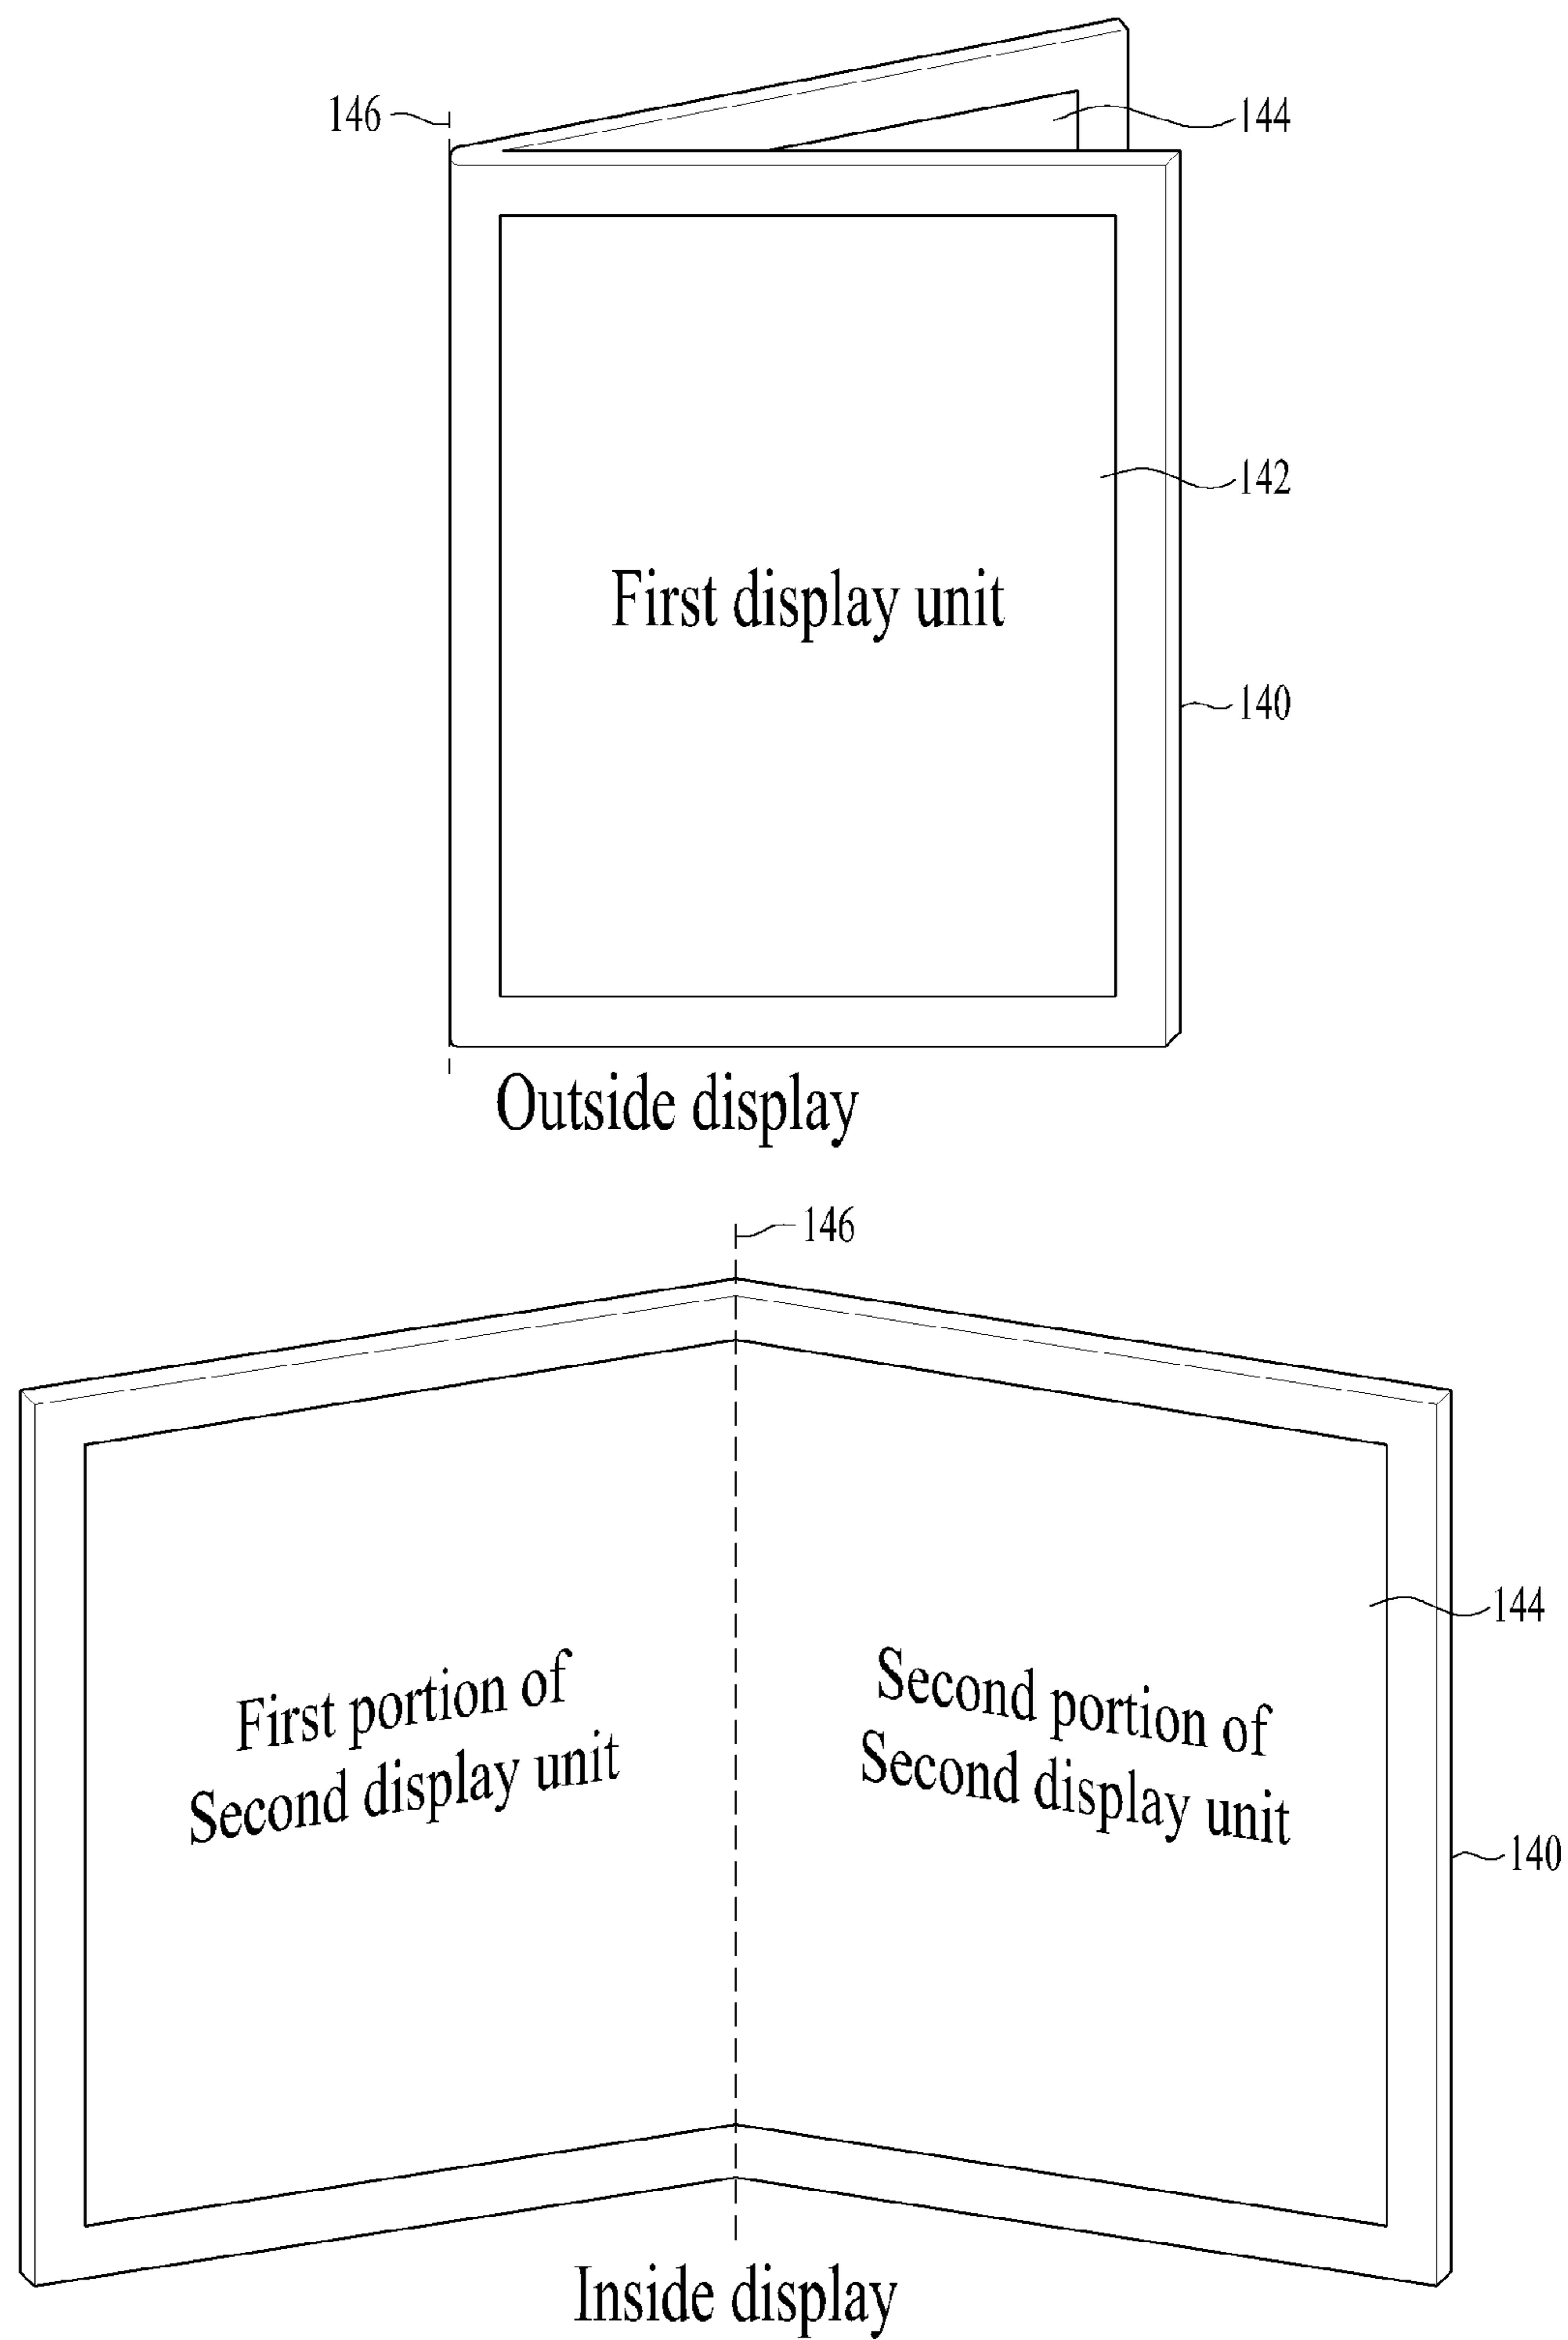 146
144
142
First display unit
140
Outside display
146
144
First portion of
Second display unit
Second portion of
Second display unit
140
Inside display